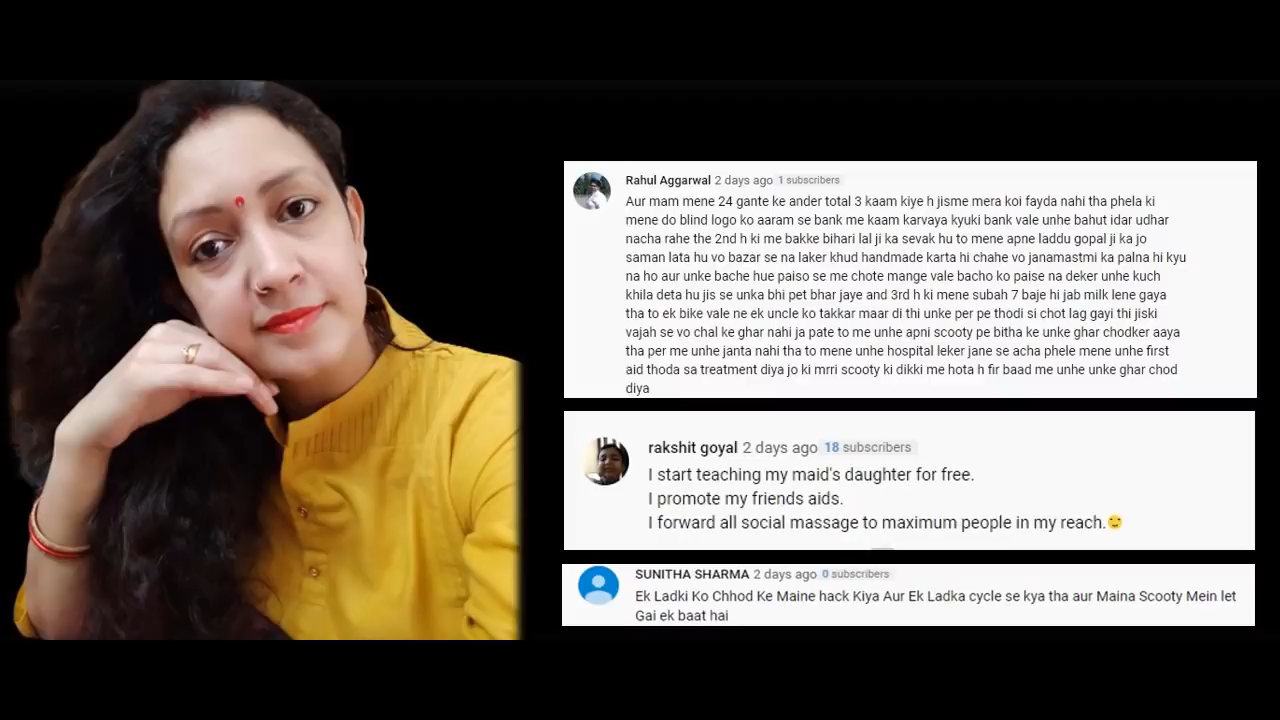 Rahul Aggarwal 2 days ago 1 subscribers
Aur mam mene 24 gante ke ander total 3 kaam kiye h jisme mera koi fayda nahi tha phela ki
mene do blind logo ko aaram se bank me kaam karvaya kyuki bank vale unhe bahut idar udhar
nacha rahe the 2nd h ki me bakke bihari lal ji ka sevak hu to mene apne laddu gopal ji ka jo
saman lata hu vo bazar se na laker khud handmade karta hi chahe vo janamastmi ka palna hi kyu
na ho aur unke bache hue paiso se me chote mange vale bacho ko paise na deker unhe kuch
khila deta hu jis se unka bhi pet bhar jaye and 3rd h ki mene subah 7 baje hi jab milk lene gaya
tha to ek bike vale ne ek uncle ko takkar maar di thi unke per pe thodi si chot lag gayi thi jiski
vajah se vo chal ke ghar nahi ja pate to me unhe apni scooty pe bitha ke unke ghar chodker aaya
tha per me unhe janta nahi tha to mene unhe hospital leker jane se acha phele mene unhe first
aid thoda sa treatment diya jo ki mrri scooty ki dikki me hota h fir baad me unhe unke ghar chod
diya
rakshit goyal 2 days ago 18 subscribers
I start teaching my maid's daughter for free.
I promote my friends aids.
I forward all social massage to maximum people in my reach.😏
SUNITHA SHARMA 2 days ago 0 subscribers
Ek Ladki Ko Chhod Ke Maine hack Kiya Aur Ek Ladka cycle se kya tha aur Maina Scooty Mein let
Gai ek baat hai